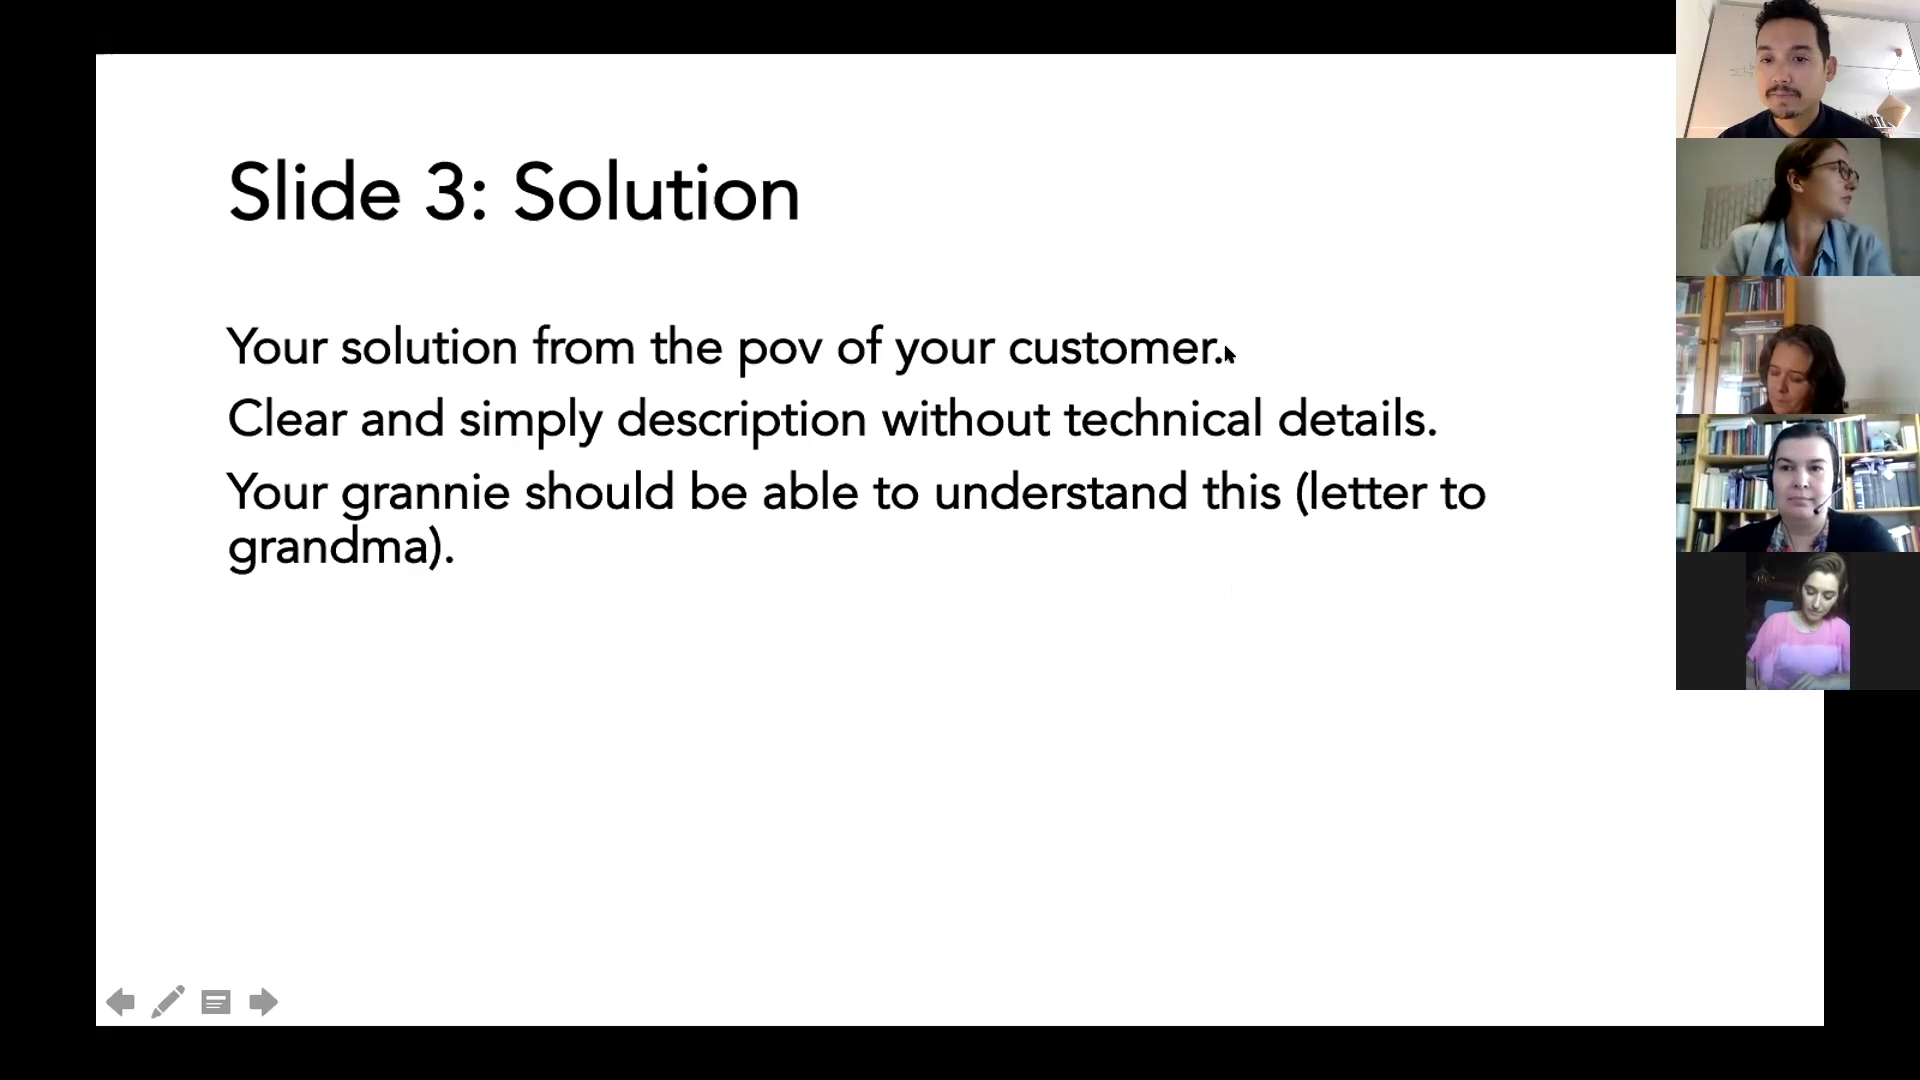 Slide 3: Solution
Your solution from the pov of your customer.
Clear and simply description without technical details.
Your grannie should be able to understand this (letter to
grandma).